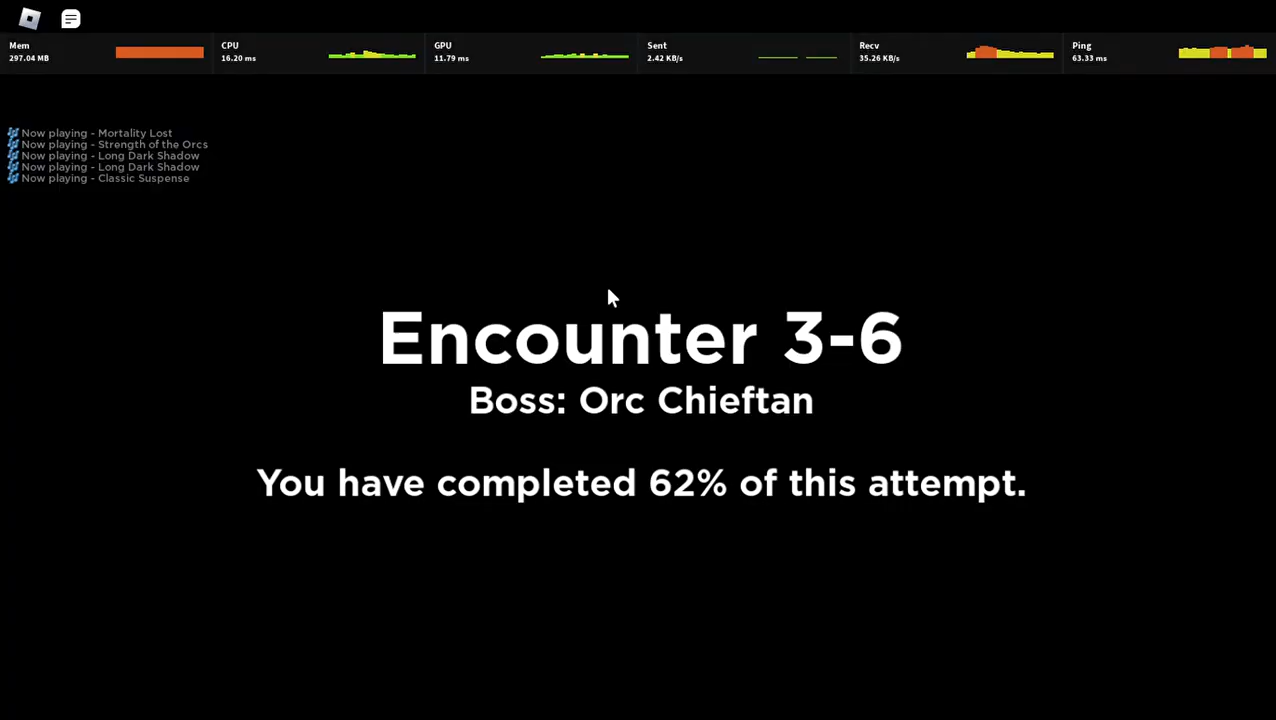 Mem CPU GPU Sent Recv Ping
297.04 MB 16.20 ms 11.79 ms 2.42 KB/s 35.26 KB/s 63.33 ms
Now playing - Mortality Lost
Now playing - Strength of the Orcs
Now playing - Long Dark Shadow
Now playing - Long Dark Shadow
Now playing - Classic Suspense
Encounter 3-6
Boss: Orc Chieftan
You have completed 62% of this attempt.